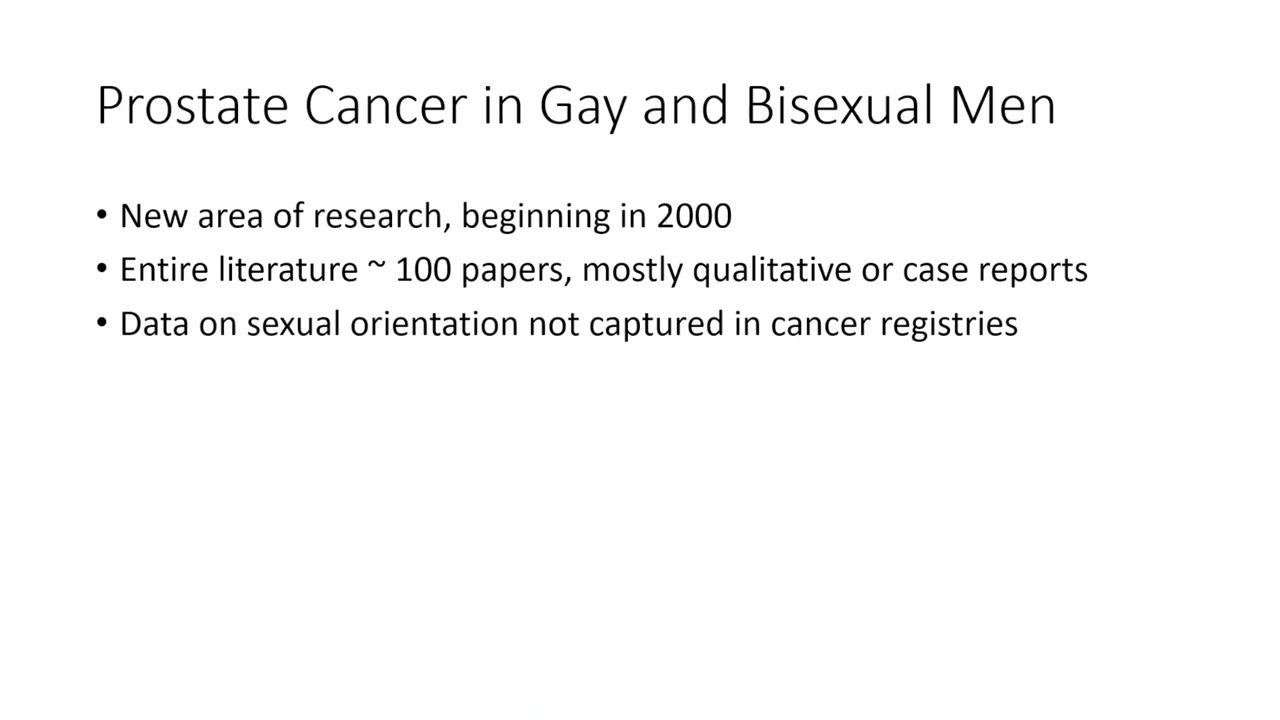 Prostate Cancer in Gay and Bisexual Men
• New area of research, beginning in 2000
• Entire literature ~ 100 papers, mostly qualitative or case reports
• Data on sexual orientation not captured in cancer registries